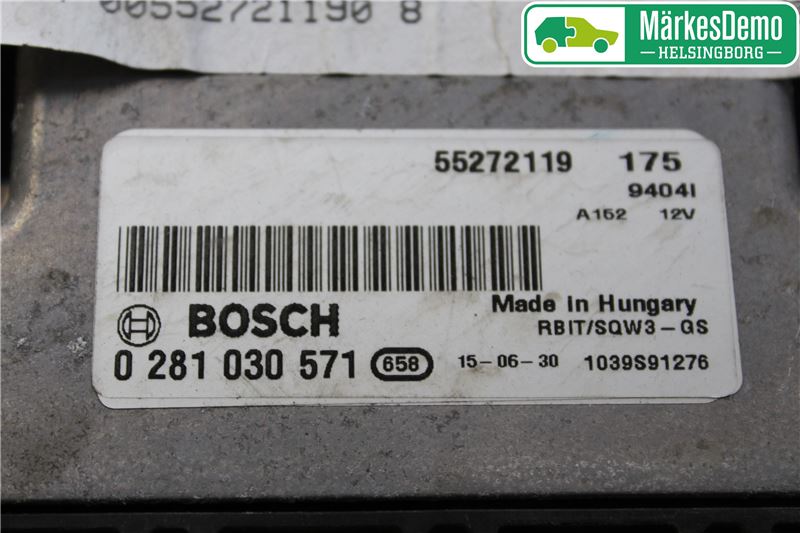 00552721190 8
MärkesDemo
HELSINGBORG
55272119 175
9404I
A152 12V
BOSCH
Made in Hungary
RBIT/SQW3-GS
0 281 030 571 658 15-06-30 1039S91276